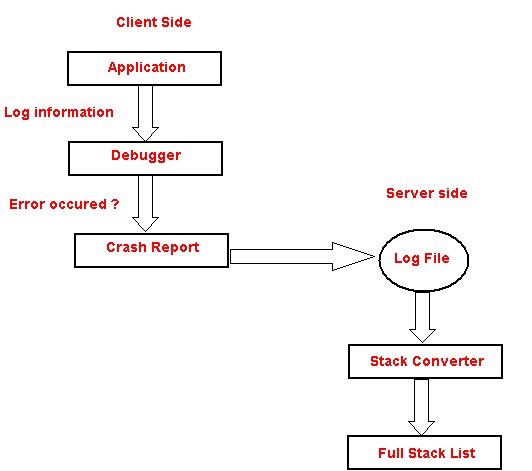 Client Side
Application
Log information
Debugger
Error occured ?
Server side
Crash Report
Log File
Stack Converter
Full Stack List